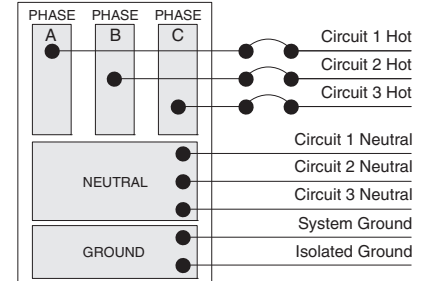 PHASE PHASE PHASE
A B C
Circuit 1 Hot
Circuit 2 Hot
Circuit 3 Hot
Circuit 1 Neutral
Circuit 2 Neutral
NEUTRAL
Circuit 3 Neutral
System Ground
GROUND
Isolated Ground